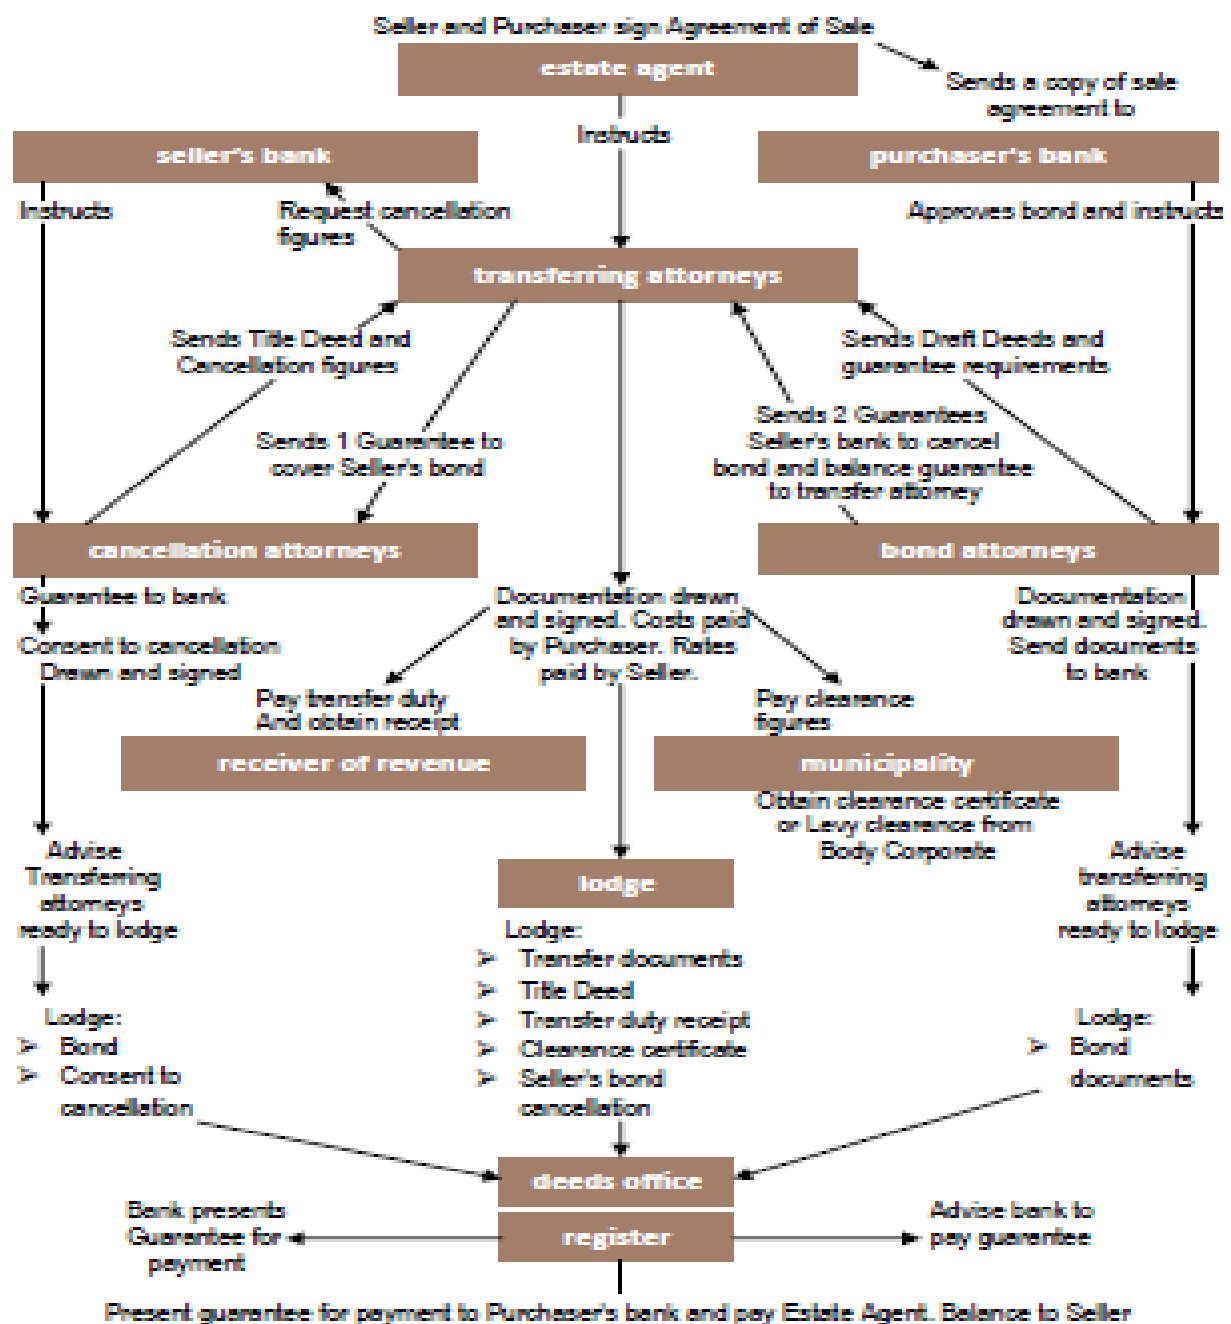 Seller and Purchaser sign Agreement of Sale
estate agent
Sends a copy of sale
agreement to
Instructs
seller's bank
purchaser's bank
Instructs
Request cancellation
figures
Approves bond and instructs
transferring attorneys
Sends Title Deed and
Cancellation figures
Sends Draft Deeds and
guarantee requirements
Sends 1 Guarantee to
cover Seller's bond
Sends 2 Guarantees
Seller's bank to cancel
bond and balance guarantee
to transfer attorney
cancellation attorneys
bond attorneys
Guarantee to bank
Consent to cancellation
Drawn and signed
Documentation drawn
and signed. Costs paid
by Purchaser. Rates
paid by Seller.
Documentation
drawn and signed.
Send documents
to bank
Pay transfer duty
And obtain receipt
Pay clearance
figures
receiver of revenue
municipality
Obtain clearance certificate
or Levy clearance from
Body Corporate
Advise
Transferring
attorneys
ready to lodge
lodge
Advise
transferring
attorneys
ready to lodge
Lodge:
➢ Transfer documents
➢ Title Deed
➢ Transfer duty receipt
➢ Clearance certificate
➢ Seller's bond
cancellation
Lodge:
➢ Bond
➢ Consent to
cancellation
Lodge:
➢ Bond
documents
deeds office
register
Bank presents
Guarantee for
payment
Advise bank to
pay guarantee
Present guarantee for payment to Purchaser's bank and pay Estate Agent. Balance to Seller